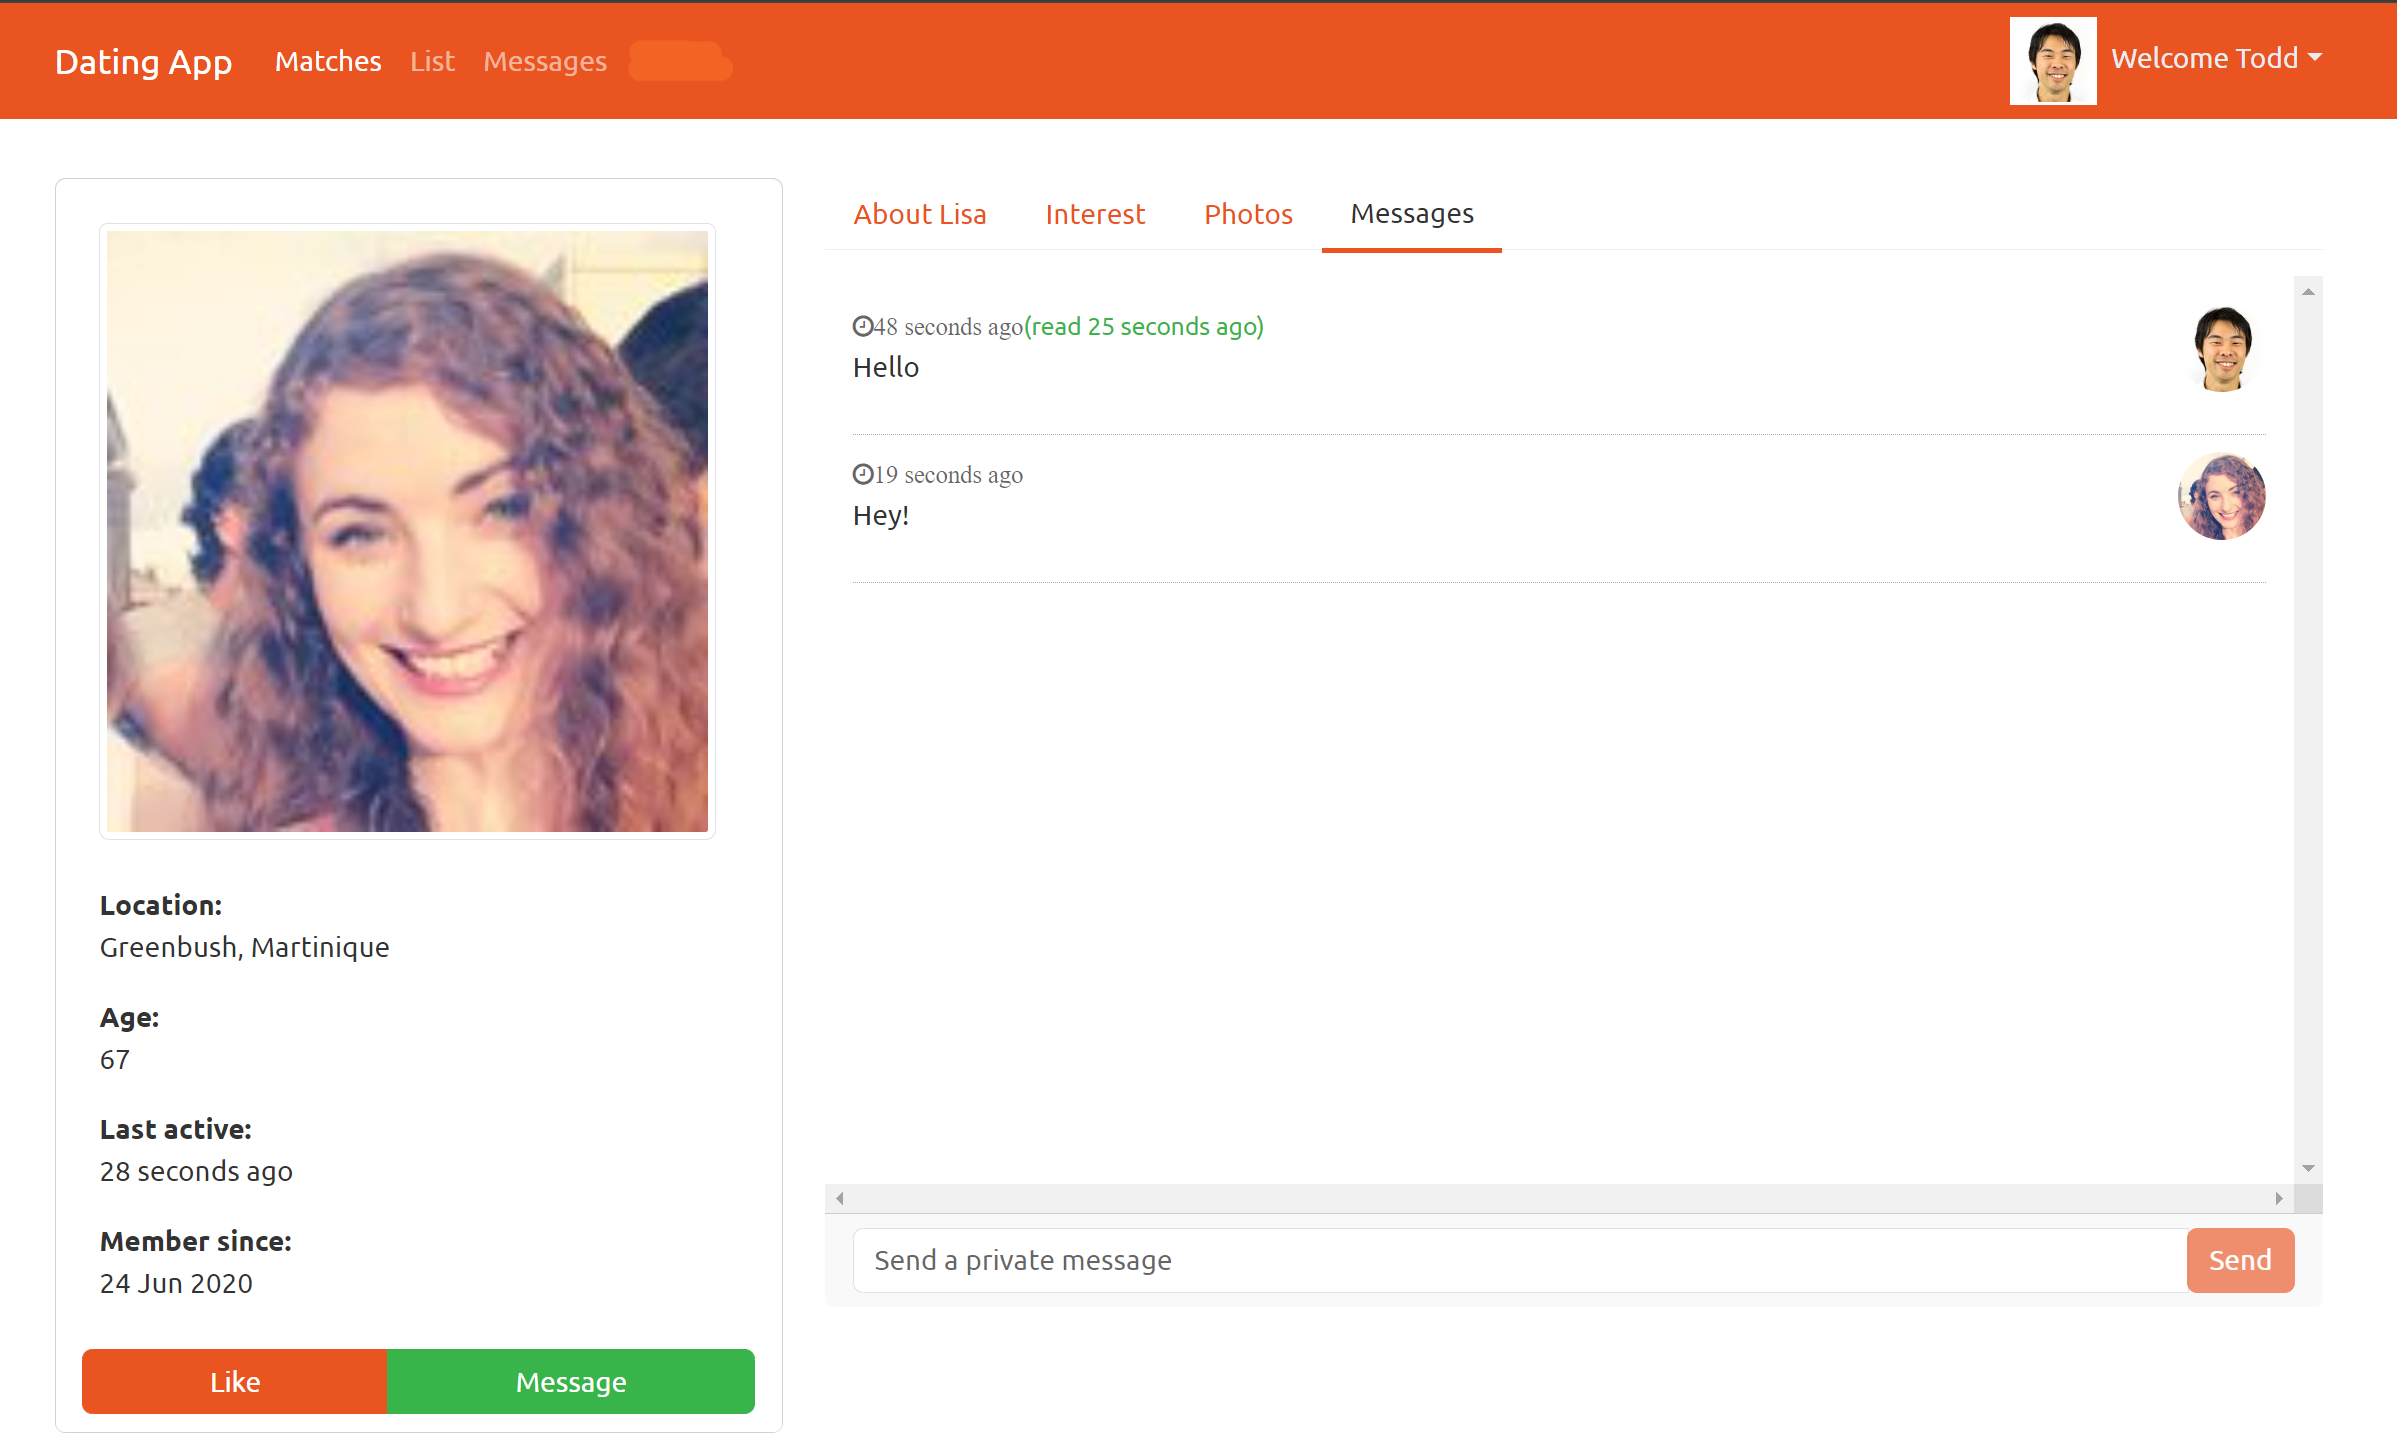 Dating App Matches List Messages Welcome Todd
About Lisa Interest Photos Messages
48 seconds ago(read 25 seconds ago)
Hello
19 seconds ago
Hey!
Send a private message Send
Location:
Greenbush, Martinique
Age:
67
Last active:
28 seconds ago
Member since:
24 Jun 2020
Like Message